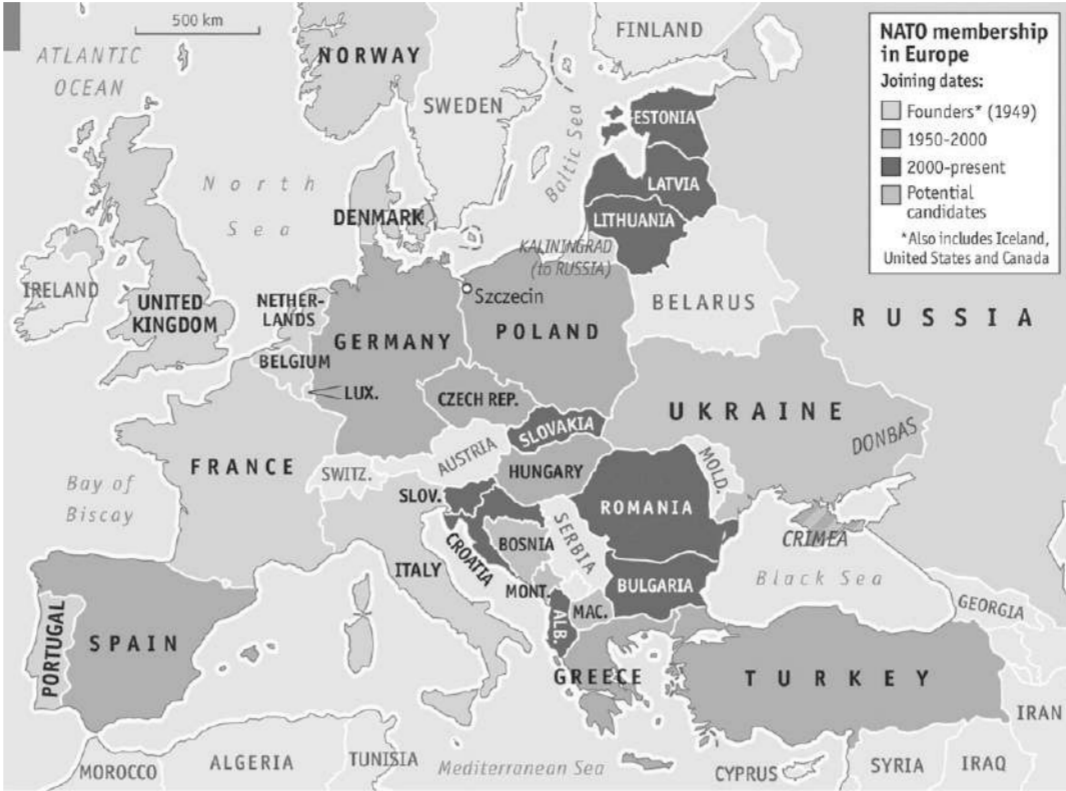 500 km
ATLANTIC
OCEAN
NORWAY
FINLAND
SWEDEN
NATO membership
in Europe
Joining dates:
Founders* (1949)
1950-2000
2000-present
Potential
candidates
*Also includes Iceland,
United States and Canada
Baltic Sea
ESTONIA
LATVIA
LITHUANIA
North
Sea
DENMARK
KALININGRAD
(to RUSSIA)
IRELAND
UNITED
KINGDOM
NETHER-
LANDS
Szczecin
BELARUS
RUSSIA
GERMANY
POLAND
BELGIUM
LUX.
CZECH REP.
UKRAINE
DONBAS
SLOVAKIA
FRANCE
SWITZ.
AUSTRIA
HUNGARY
MOLD.
Bay of
Biscay
SLOV.
ROMANIA
CROATIA
BOSNIA
SERBIA
CRIMEA
ITALY
MONT.
BULGARIA
Black Sea
GEORGIA
PORTUGAL
SPAIN
ALB.
MAC.
GREECE
TURKEY
IRAN
MOROCCO
ALGERIA
TUNISIA
Mediterranean Sea
CYPRUS
SYRIA
IRAQ